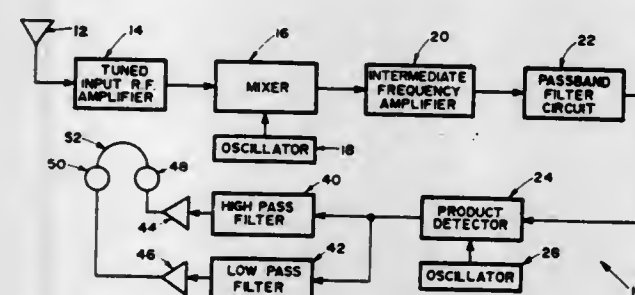 12
14
16
20
22
TUNED
INPUT R.F.
AMPLIFIER
MIXER
INTERMEDIATE
FREQUENCY
AMPLIFIER
PASSBAND
FILTER
CIRCUIT
OSCILLATOR
18
52
50
48
40
24
HIGH PASS
FILTER
PRODUCT
DETECTOR
44
46
42
26
LOW PASS
FILTER
OSCILLATOR